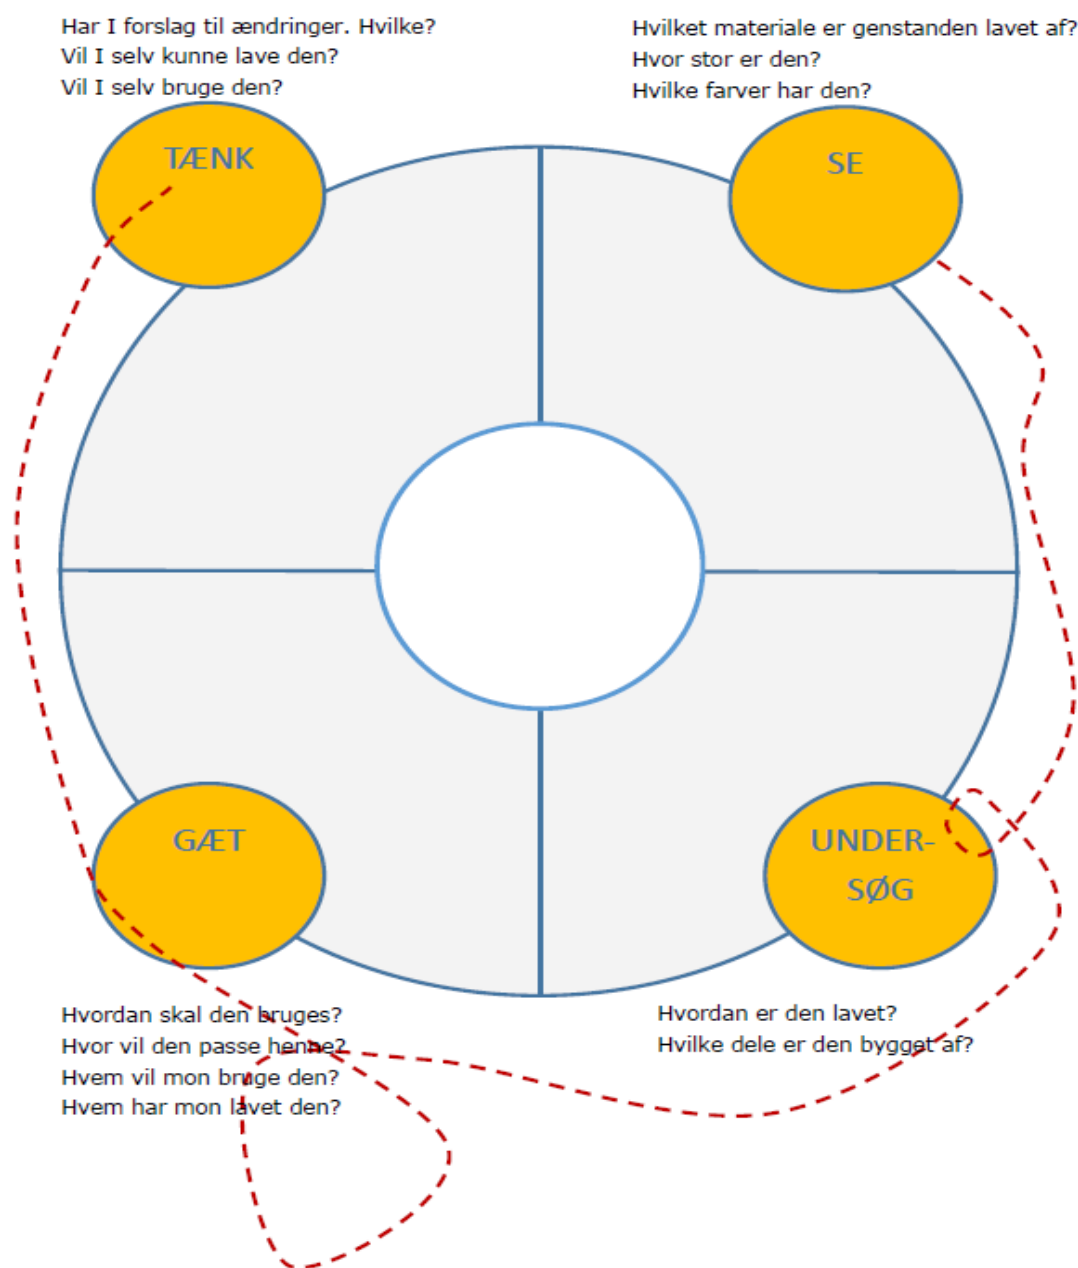 Har I forslag til ændringer. Hvilke?
Vil I selv kunne lave den?
Vil I selv bruge den?
Hvilket materiale er genstanden lavet af?
Hvor stor er den?
Hvilke farver har den?
TÆNK
SE
GÆT
UNDER-
SØG
Hvordan skal den bruges?
Hvor vil den passe henne?
Hvem vil mon bruge den?
Hvem har mon lavet den?
Hvordan er den lavet?
Hvilke dele er den bygget af?